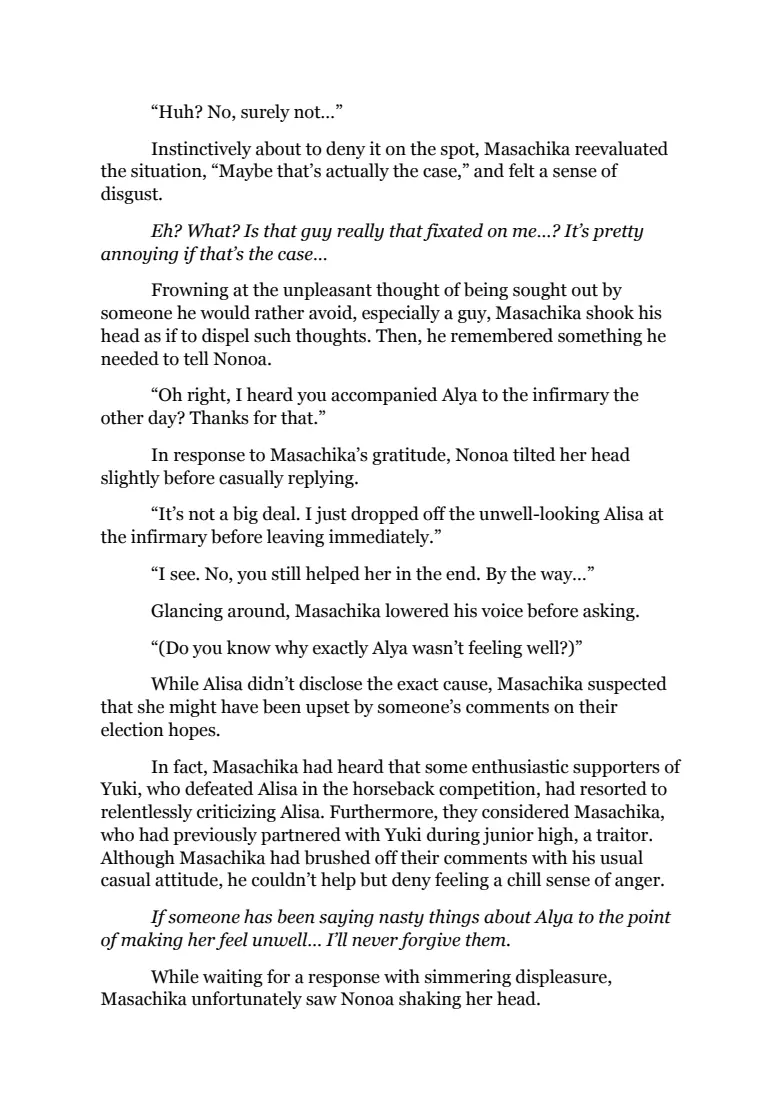 “Huh? No, surely not…”
Instinctively about to deny it on the spot, Masachika reevaluated
the situation, “Maybe that’s actually the case,” and felt a sense of
disgust.
Eh? What? Is that guy really that fixated on me…? It’s pretty
annoying if that’s the case…
Frowning at the unpleasant thought of being sought out by
someone he would rather avoid, especially a guy, Masachika shook his
head as if to dispel such thoughts. Then, he remembered something he
needed to tell Nonoa.
“Oh right, I heard you accompanied Alya to the infirmary the
other day? Thanks for that.”
In response to Masachika’s gratitude, Nonoa tilted her head
slightly before casually replying.
“It’s not a big deal. I just dropped off the unwell-looking Alisa at
the infirmary before leaving immediately.”
“I see. No, you still helped her in the end. By the way…”
Glancing around, Masachika lowered his voice before asking.
“(Do you know why exactly Alya wasn’t feeling well?)”
While Alisa didn’t disclose the exact cause, Masachika suspected
that she might have been upset by someone’s comments on their
election hopes.
In fact, Masachika had heard that some enthusiastic supporters of
Yuki, who defeated Alisa in the horseback competition, had resorted to
relentlessly criticizing Alisa. Furthermore, they considered Masachika,
who had previously partnered with Yuki during junior high, a traitor.
Although Masachika had brushed off their comments with his usual
casual attitude, he couldn’t help but deny feeling a chill sense of anger.
If someone has been saying nasty things about Alya to the point
of making her feel unwell… I’ll never forgive them.
While waiting for a response with simmering displeasure,
Masachika unfortunately saw Nonoa shaking her head.